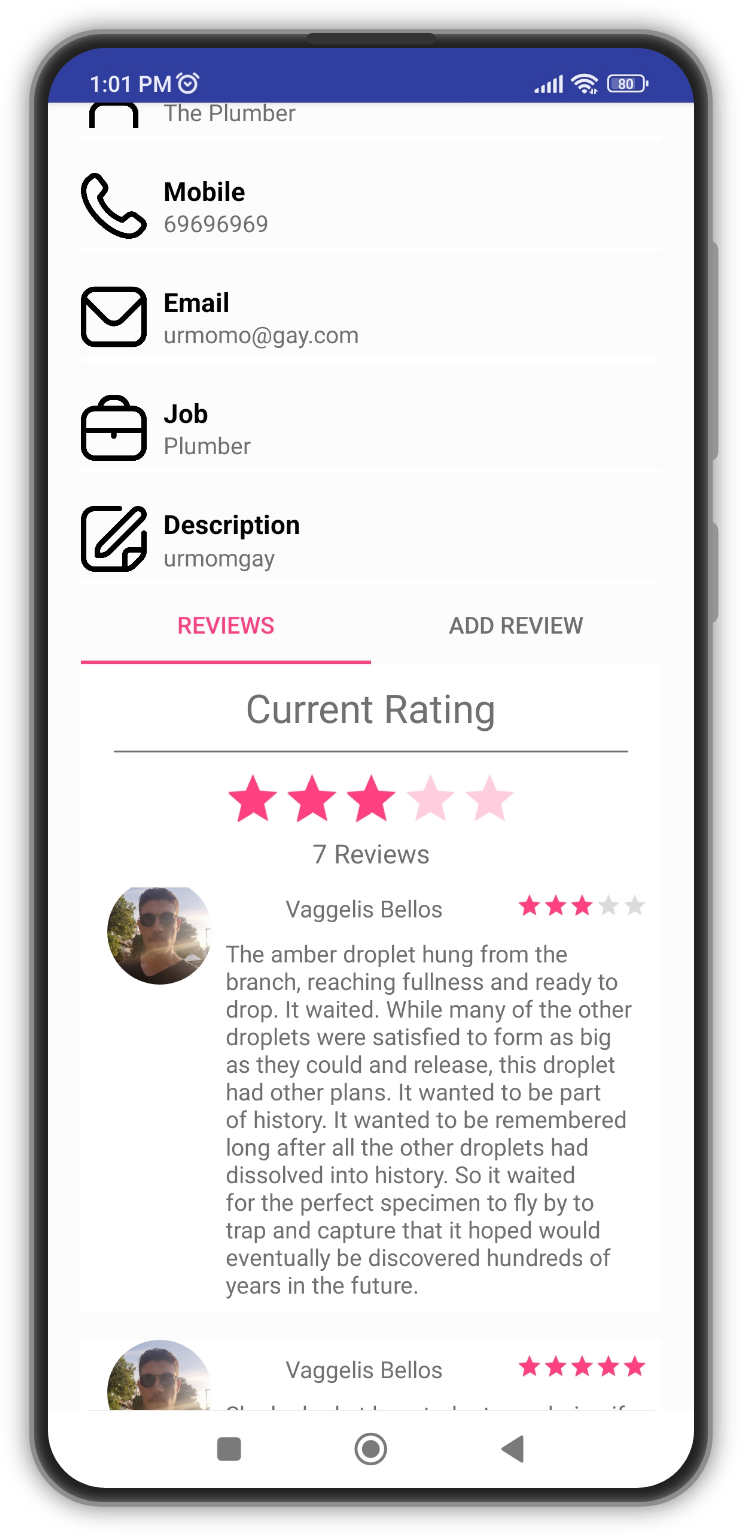 1:01 PM
80
The Plumber
Mobile
69696969
Email
urmomo@gay.com
Job
Plumber
Description
urmomgay
REVIEWS ADD REVIEW
Current Rating
7 Reviews
Vaggelis Bellos
The amber droplet hung from the
branch, reaching fullness and ready to
drop. It waited. While many of the other
droplets were satisfied to form as big
as they could and release, this droplet
had other plans. It wanted to be part
of history. It wanted to be remembered
long after all the other droplets had
dissolved into history. So it waited
for the perfect specimen to fly by to
trap and capture that it hoped would
eventually be discovered hundreds of
years in the future.
Vaggelis Bellos